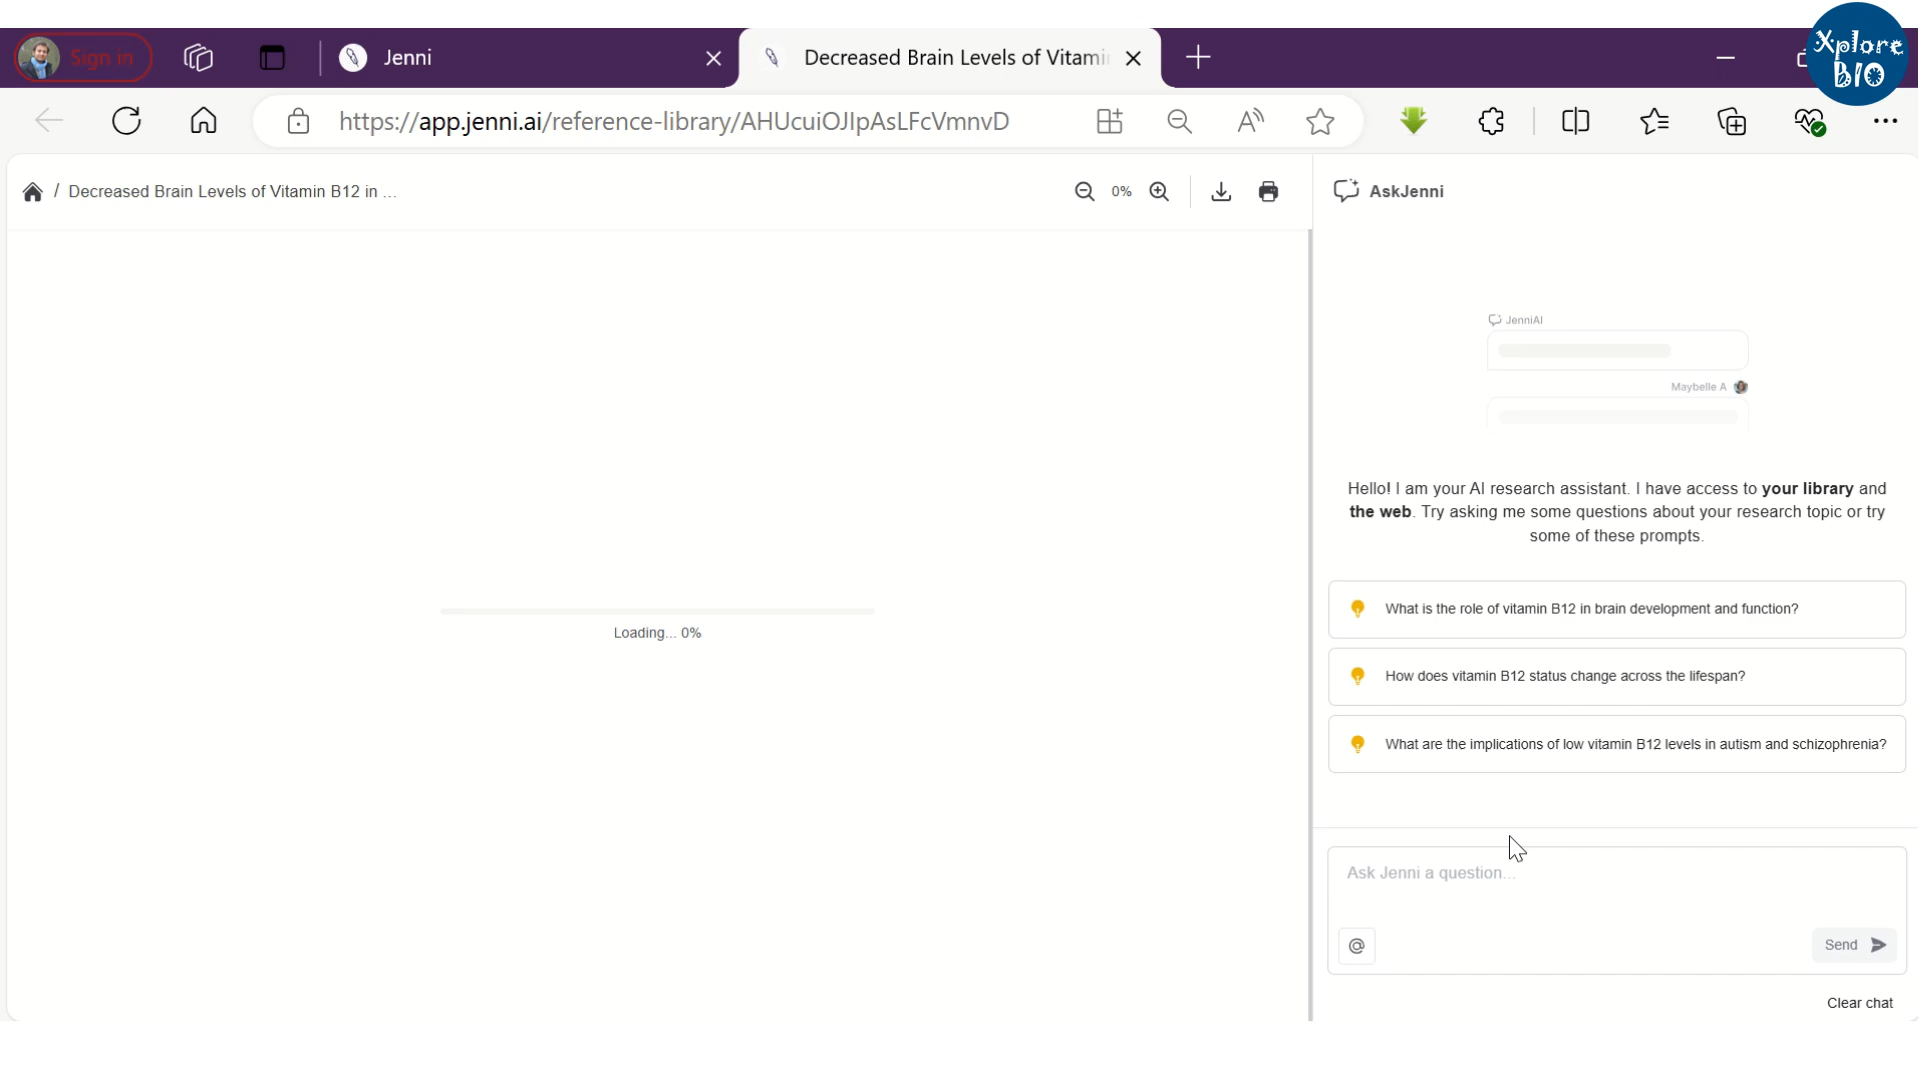 Xplore
BIO
Sign in
Jenni
Decreased Brain Levels of Vitami
https://app.jenni.ai/reference-library/AHUcuiOJIpAsLFcVmnvD
/ Decreased Brain Levels of Vitamin B12 in ...
0%
AskJenni
JenniAI
Maybelle A
Hello! I am your AI research assistant. I have access to your library and
the web. Try asking me some questions about your research topic or try
some of these prompts.
What is the role of vitamin B12 in brain development and function?
How does vitamin B12 status change across the lifespan?
What are the implications of low vitamin B12 levels in autism and schizophrenia?
Loading... 0%
Ask Jenni a question...
@
Send
Clear chat